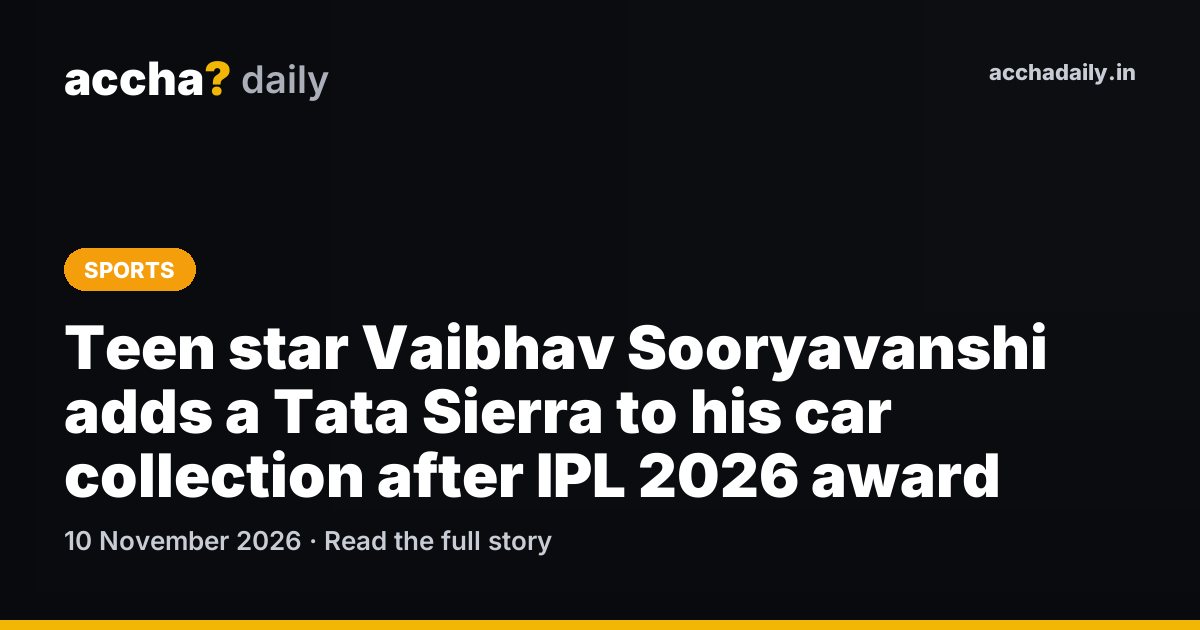 accha? daily
acchadaily.in
SPORTS
Teen star Vaibhav Sooryavanshi
adds a Tata Sierra to his car
collection after IPL 2026 award
10 November 2026 · Read the full story